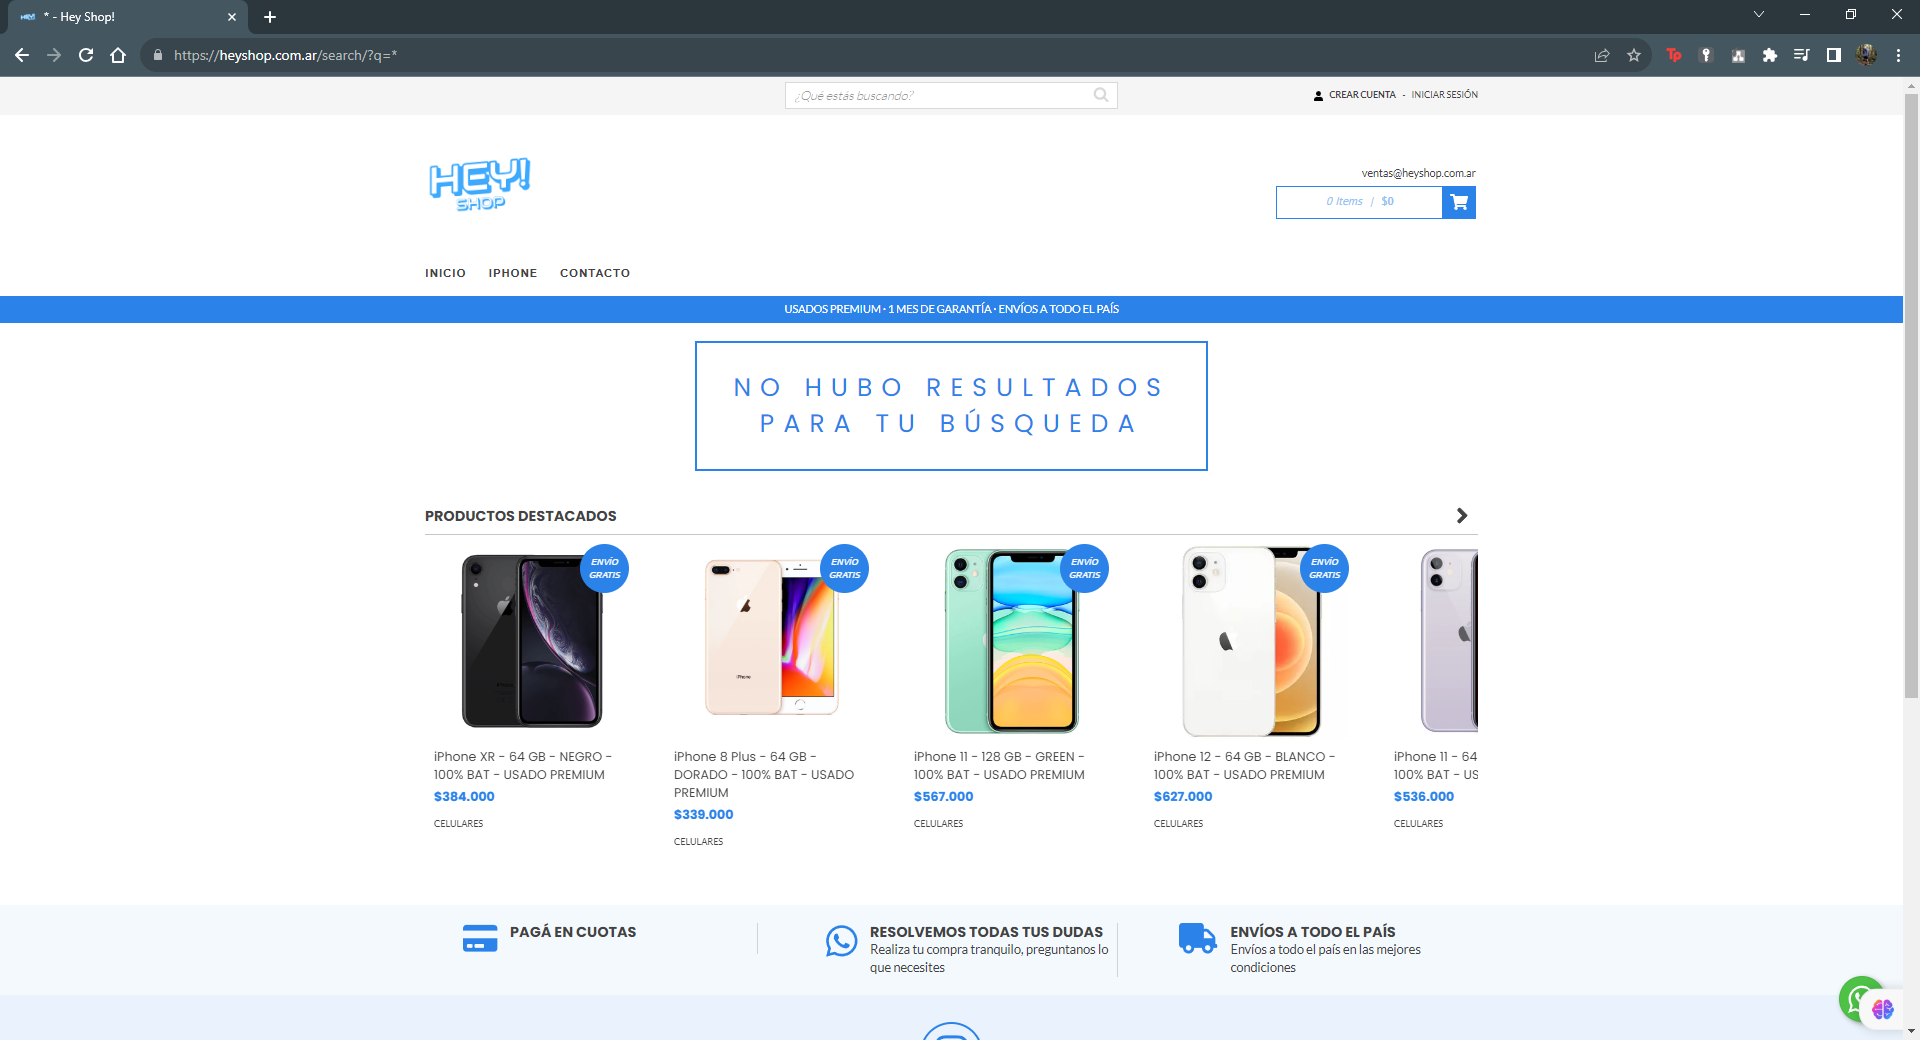 * - Hey Shop!
https://heyshop.com.ar/search/?q=*
Tp
¿Qué estás buscando?
CREAR CUENTA - INICIAR SESIÓN
HEY!
SHOP
ventas@heyshop.com.ar
0 Items | $0
INICIO IPHONE CONTACTO
USADOS PREMIUM · 1 MES DE GARANTÍA · ENVÍOS A TODO EL PAÍS
NO HUBO RESULTADOS
PARA TU BÚSQUEDA
PRODUCTOS DESTACADOS
ENVÍO
GRATIS
ENVÍO
GRATIS
ENVÍO
GRATIS
ENVÍO
GRATIS
iPhone
iPhone XR - 64 GB - NEGRO -
100% BAT - USADO PREMIUM
$384.000
CELULARES
iPhone 8 Plus - 64 GB -
DORADO - 100% BAT - USADO
PREMIUM
$339.000
CELULARES
iPhone 11 - 128 GB - GREEN -
100% BAT - USADO PREMIUM
$567.000
CELULARES
iPhone 12 - 64 GB - BLANCO -
100% BAT - USADO PREMIUM
$627.000
CELULARES
iPhone 11 - 64
100% BAT - US
$536.000
CELULARES
PAGÁ EN CUOTAS
RESOLVEMOS TODAS TUS DUDAS
Realiza tu compra tranquilo, preguntanos lo
que necesites
ENVÍOS A TODO EL PAÍS
Envíos a todo el país en las mejores
condiciones